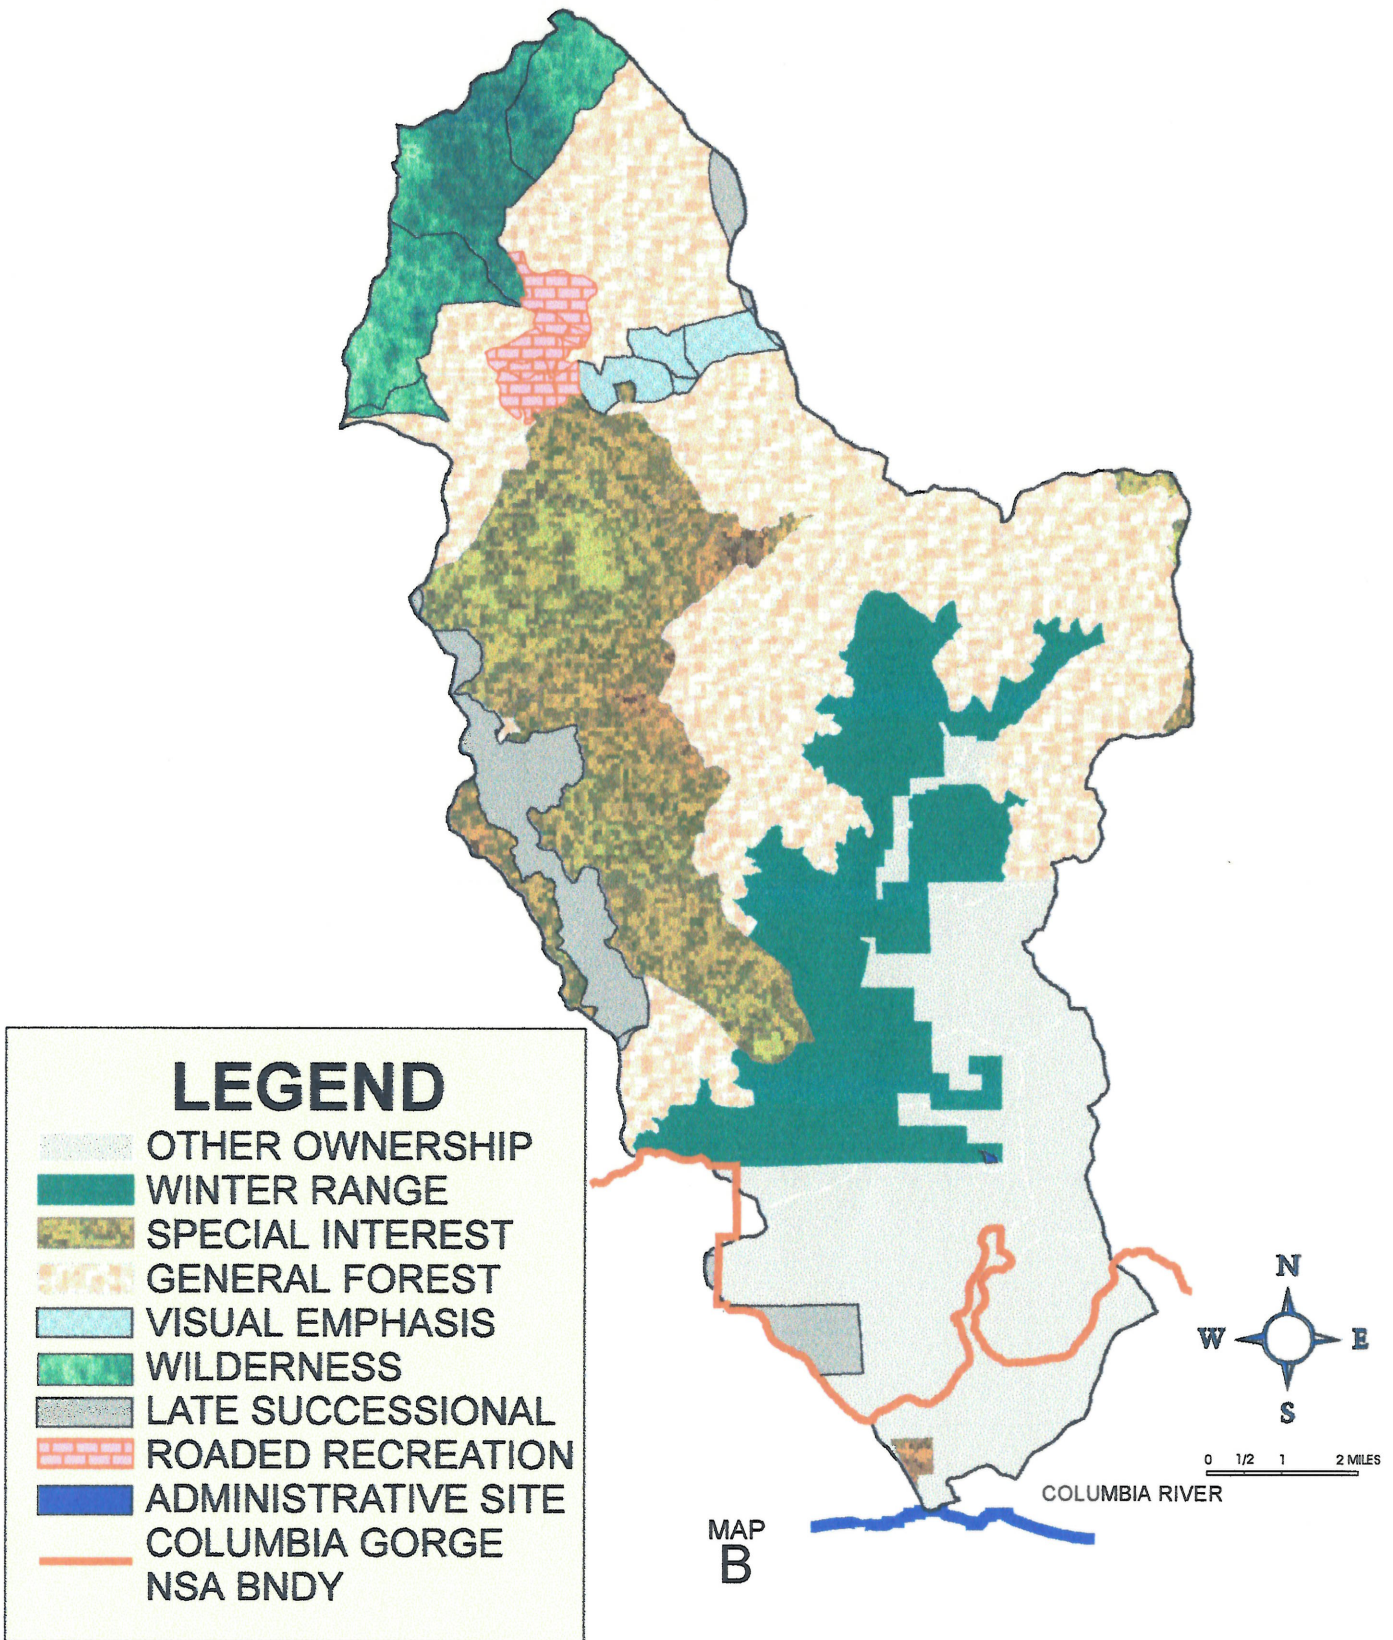 LEGEND
OTHER OWNERSHIP
WINTER RANGE
SPECIAL INTEREST
GENERAL FOREST
VISUAL EMPHASIS
WILDERNESS
LATE SUCCESSIONAL
ROADED RECREATION
ADMINISTRATIVE SITE
COLUMBIA GORGE
NSA BNDY
N
W E
S
0 1/2 1 2 MILES
COLUMBIA RIVER
MAP
B